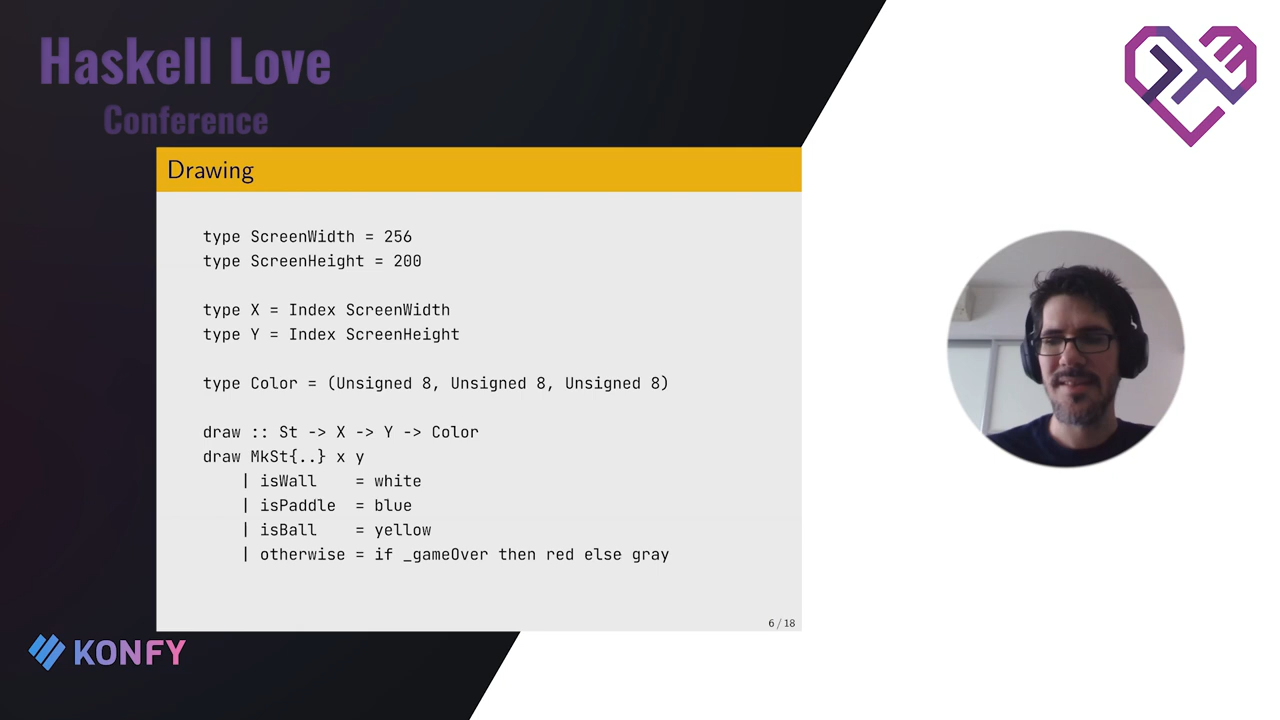 Haskell Love
Conference
Drawing
type ScreenWidth = 256
type ScreenHeight = 200
type X = Index ScreenWidth
type Y = Index ScreenHeight
type Color = (Unsigned 8, Unsigned 8, Unsigned 8)
draw :: St -> X -> Y -> Color
draw MkSt{..} x y
    | isWall    = white
    | isPaddle  = blue
    | isBall    = yellow
    | otherwise = if _gameOver then red else gray
6 / 18
KONFY